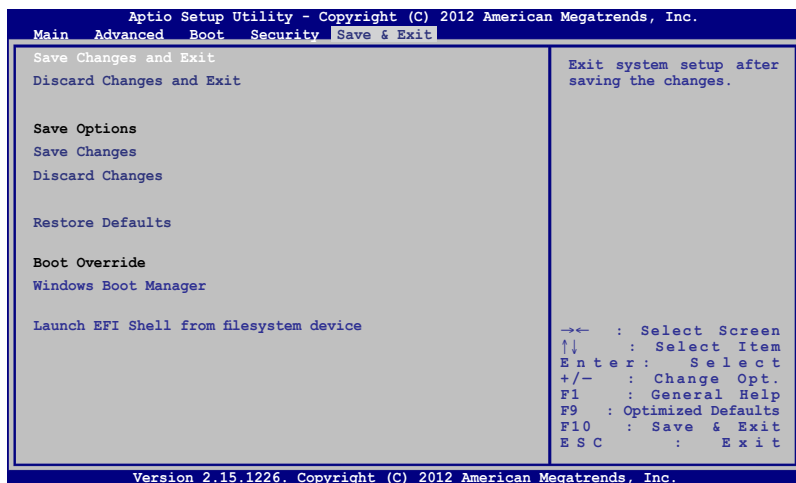 Aptio Setup Utility - Copyright (C) 2012 American Megatrends, Inc.
Main Advanced Boot Security Save & Exit
Save Changes and Exit
Discard Changes and Exit
Save Options
Save Changes
Discard Changes
Restore Defaults
Boot Override
Windows Boot Manager
Launch EFI Shell from filesystem device
Exit system setup after
saving the changes.
→← : Select Screen
↑↓ : Select Item
Enter: Select
+/— : Change Opt.
F1 : General Help
F9 : Optimized Defaults
F10 : Save & Exit
ESC : Exit
Version 2.15.1226. Copyright (C) 2012 American Megatrends, Inc.